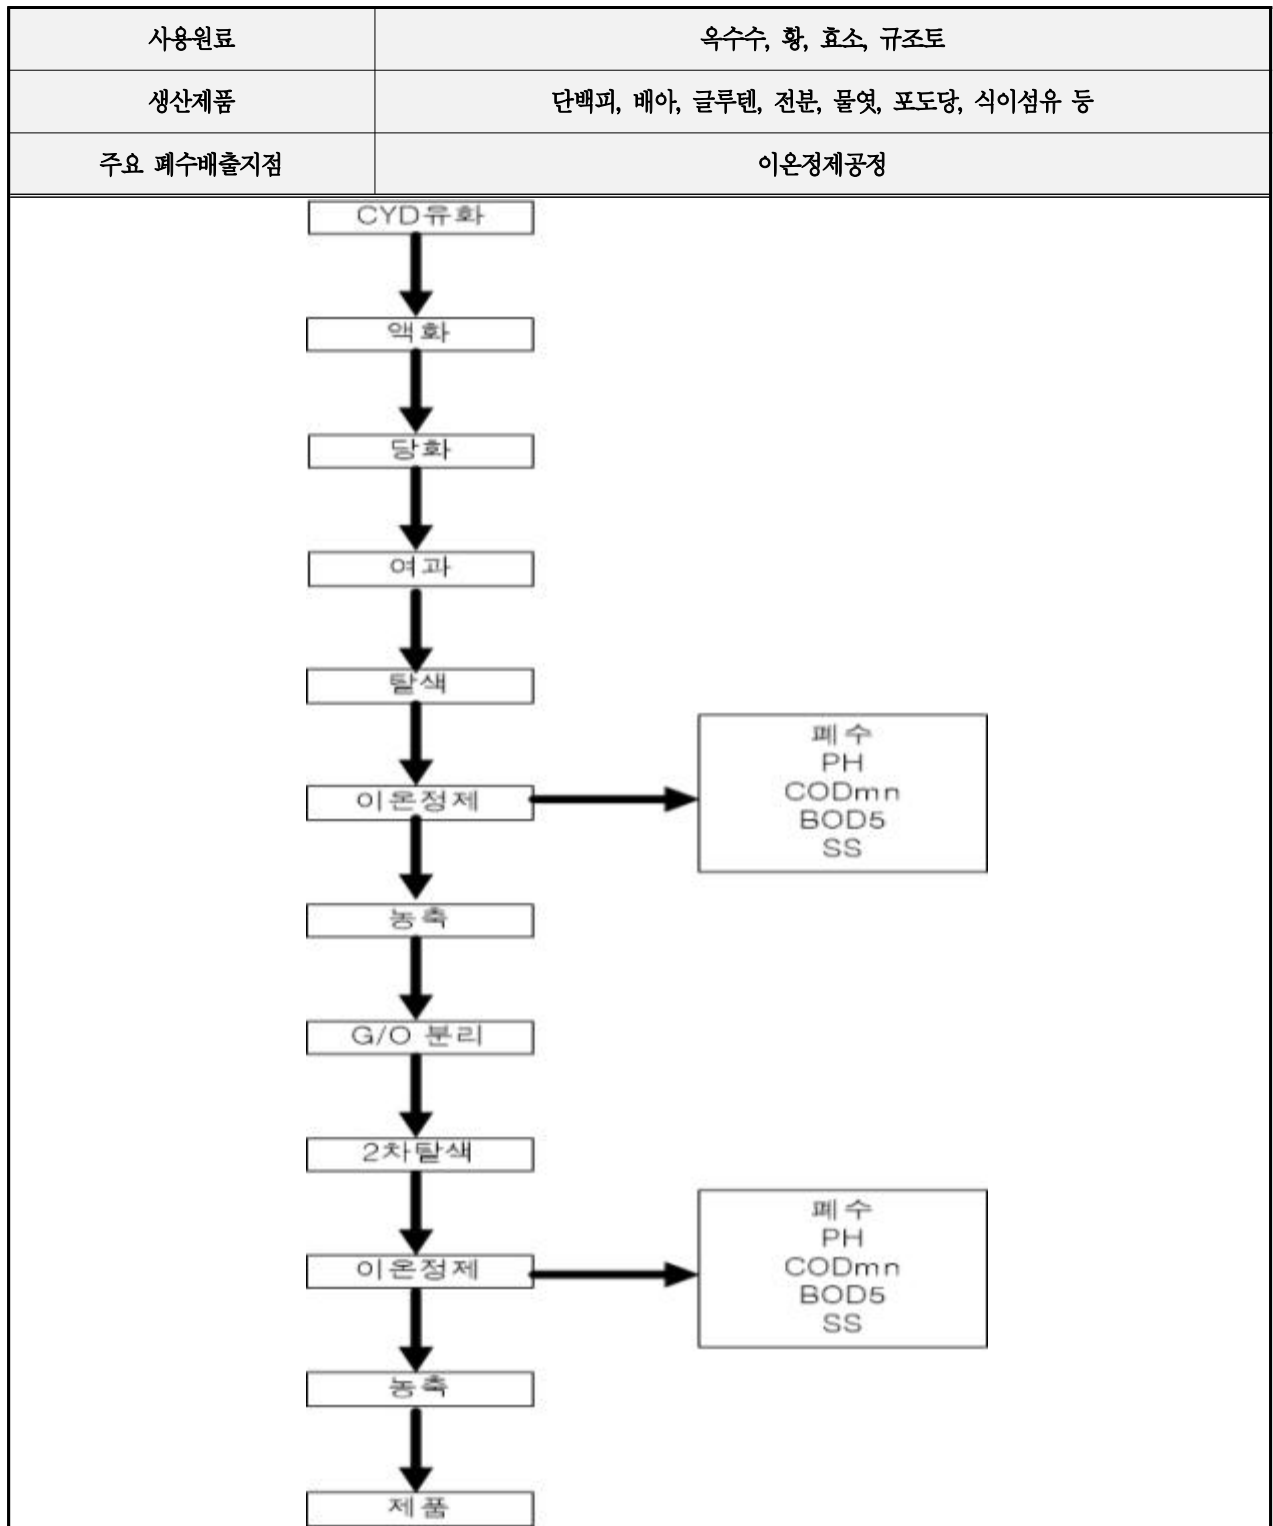 사용원료 옥수수, 황, 효소, 규조토
생산제품 단백피, 배아, 글루텐, 전분, 물엿, 포도당, 식이섬유 등
주요 폐수배출지점 이온정제공정
CYD유화
액화
당화
여과
탈색
이온정제
폐수
PH
CODmn
BOD5
SS
농축
G/O 분리
2차탈색
이온정제
폐수
PH
CODmn
BOD5
SS
농축
제품